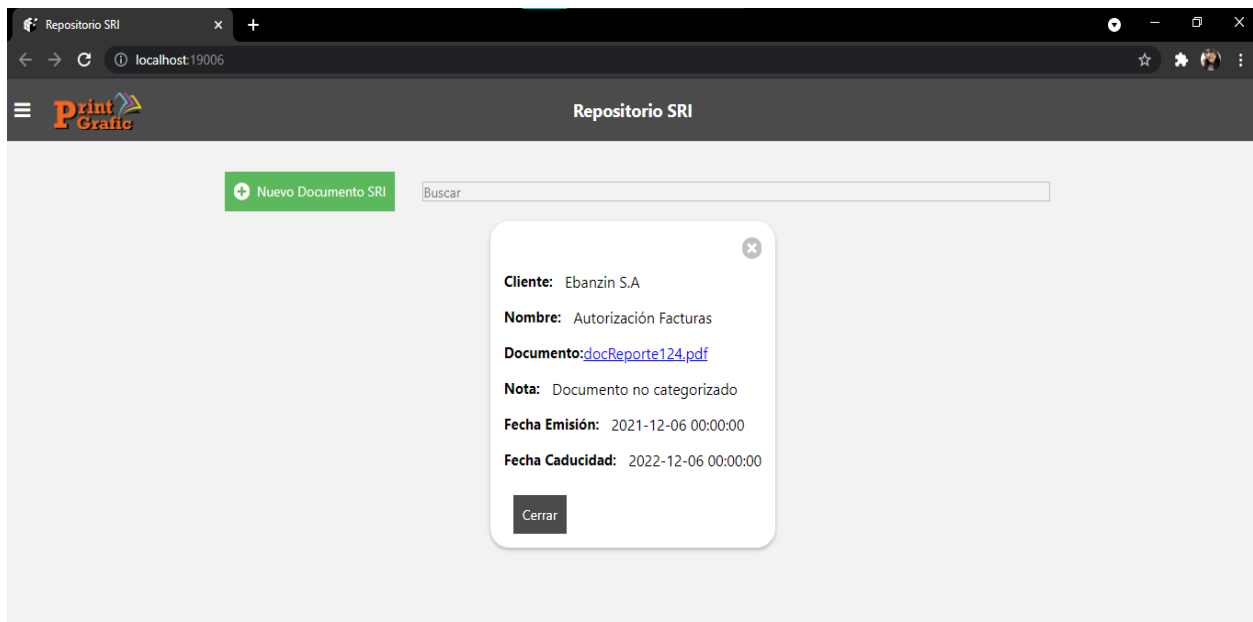 Repositorio SRI
localhost:19006
Print
Grafic
Repositorio SRI
Nuevo Documento SRI
Buscar
Cliente: Ebanzin S.A
Nombre: Autorización Facturas
Documento:docReporte124.pdf
Nota: Documento no categorizado
Fecha Emisión: 2021-12-06 00:00:00
Fecha Caducidad: 2022-12-06 00:00:00
Cerrar